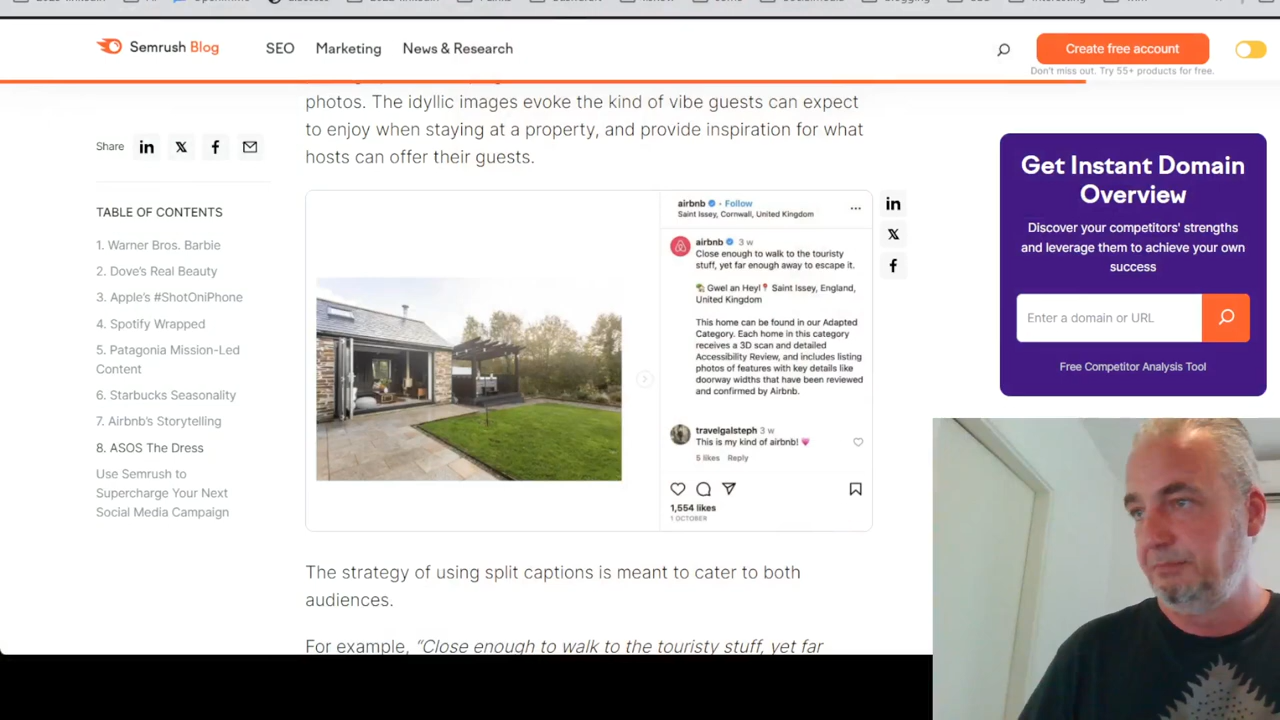 Semrush Blog
SEO
Marketing
News & Research
Create free account
Don't miss out. Try 55+ products for free.
photos. The idyllic images evoke the kind of vibe guests can expect
to enjoy when staying at a property, and provide inspiration for what
hosts can offer their guests.
Share
TABLE OF CONTENTS
1. Warner Bros. Barbie
2. Dove's Real Beauty
3. Apple's #ShotOniPhone
4. Spotify Wrapped
5. Patagonia Mission-Led
Content
6. Starbucks Seasonality
7. Airbnb's Storytelling
8. ASOS The Dress
Use Semrush to
Supercharge Your Next
Social Media Campaign
airbnb • Follow
Saint Issey, Cornwall, United Kingdom
airbnb 3 w
Close enough to walk to the touristy
stuff, yet far enough away to escape it.
Gwel an Heyl Saint Issey, England,
United Kingdom
This home can be found in our Adapted
Category. Each home in this category
receives a 3D scan and detailed
Accessibility Review, and includes listing
photos of features with key details like
doorway widths that have been reviewed
and confirmed by Airbnb.
travelgalsteph 3 w
This is my kind of airbnb!
5 likes Reply
1,554 likes
1 OCTOBER
The strategy of using split captions is meant to cater to both
audiences.
For example, "Close enough to walk to the touristy stuff, yet far
Get Instant Domain
Overview
Discover your competitors' strengths
and leverage them to achieve your own
success
Enter a domain or URL
Free Competitor Analysis Tool